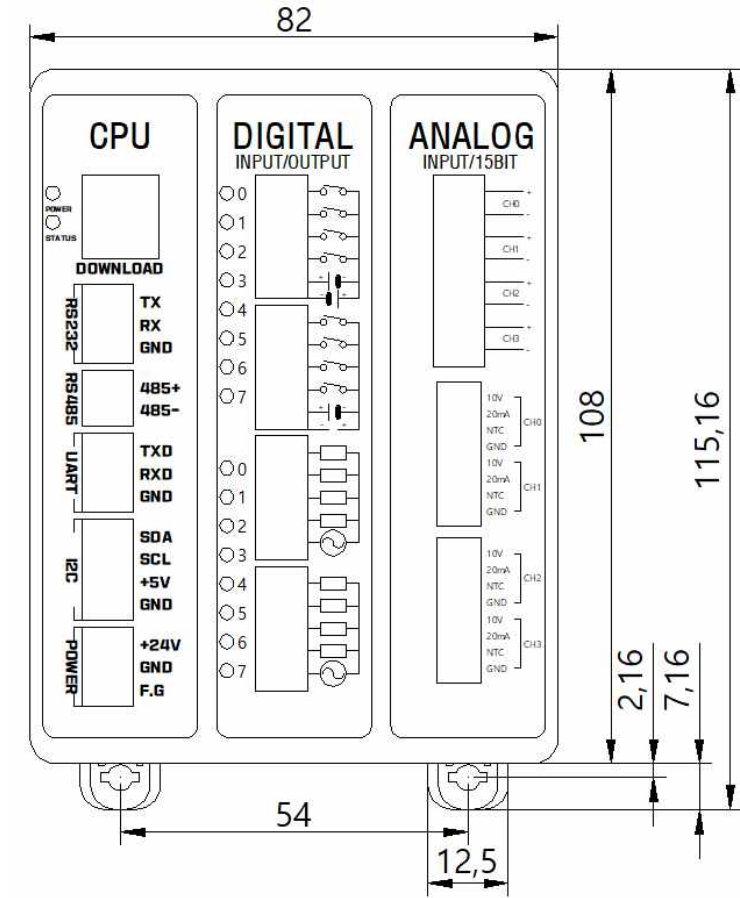 82
CPU
POWER
STATUS
DOWNLOAD
RS232
TX
RX
GND
RS485
485+
485-
UART
TXD
RXD
GND
I2C
SDA
SCL
+5V
GND
POWER
+24V
GND
F.G
DIGITAL
INPUT/OUTPUT
0
1
2
3
4
5
6
7
+ -
- +
+ -
0
1
2
3
4
5
6
7
ANALOG
INPUT/15BIT
+
CH0
-
+
CH1
-
+
CH2
-
+
CH3
-
10V
20mA
NTC
GND
CH0
10V
20mA
NTC
GND
CH1
10V
20mA
NTC
GND
CH2
10V
20mA
NTC
GND
CH3
108
115,16
2,16
7,16
54
12,5